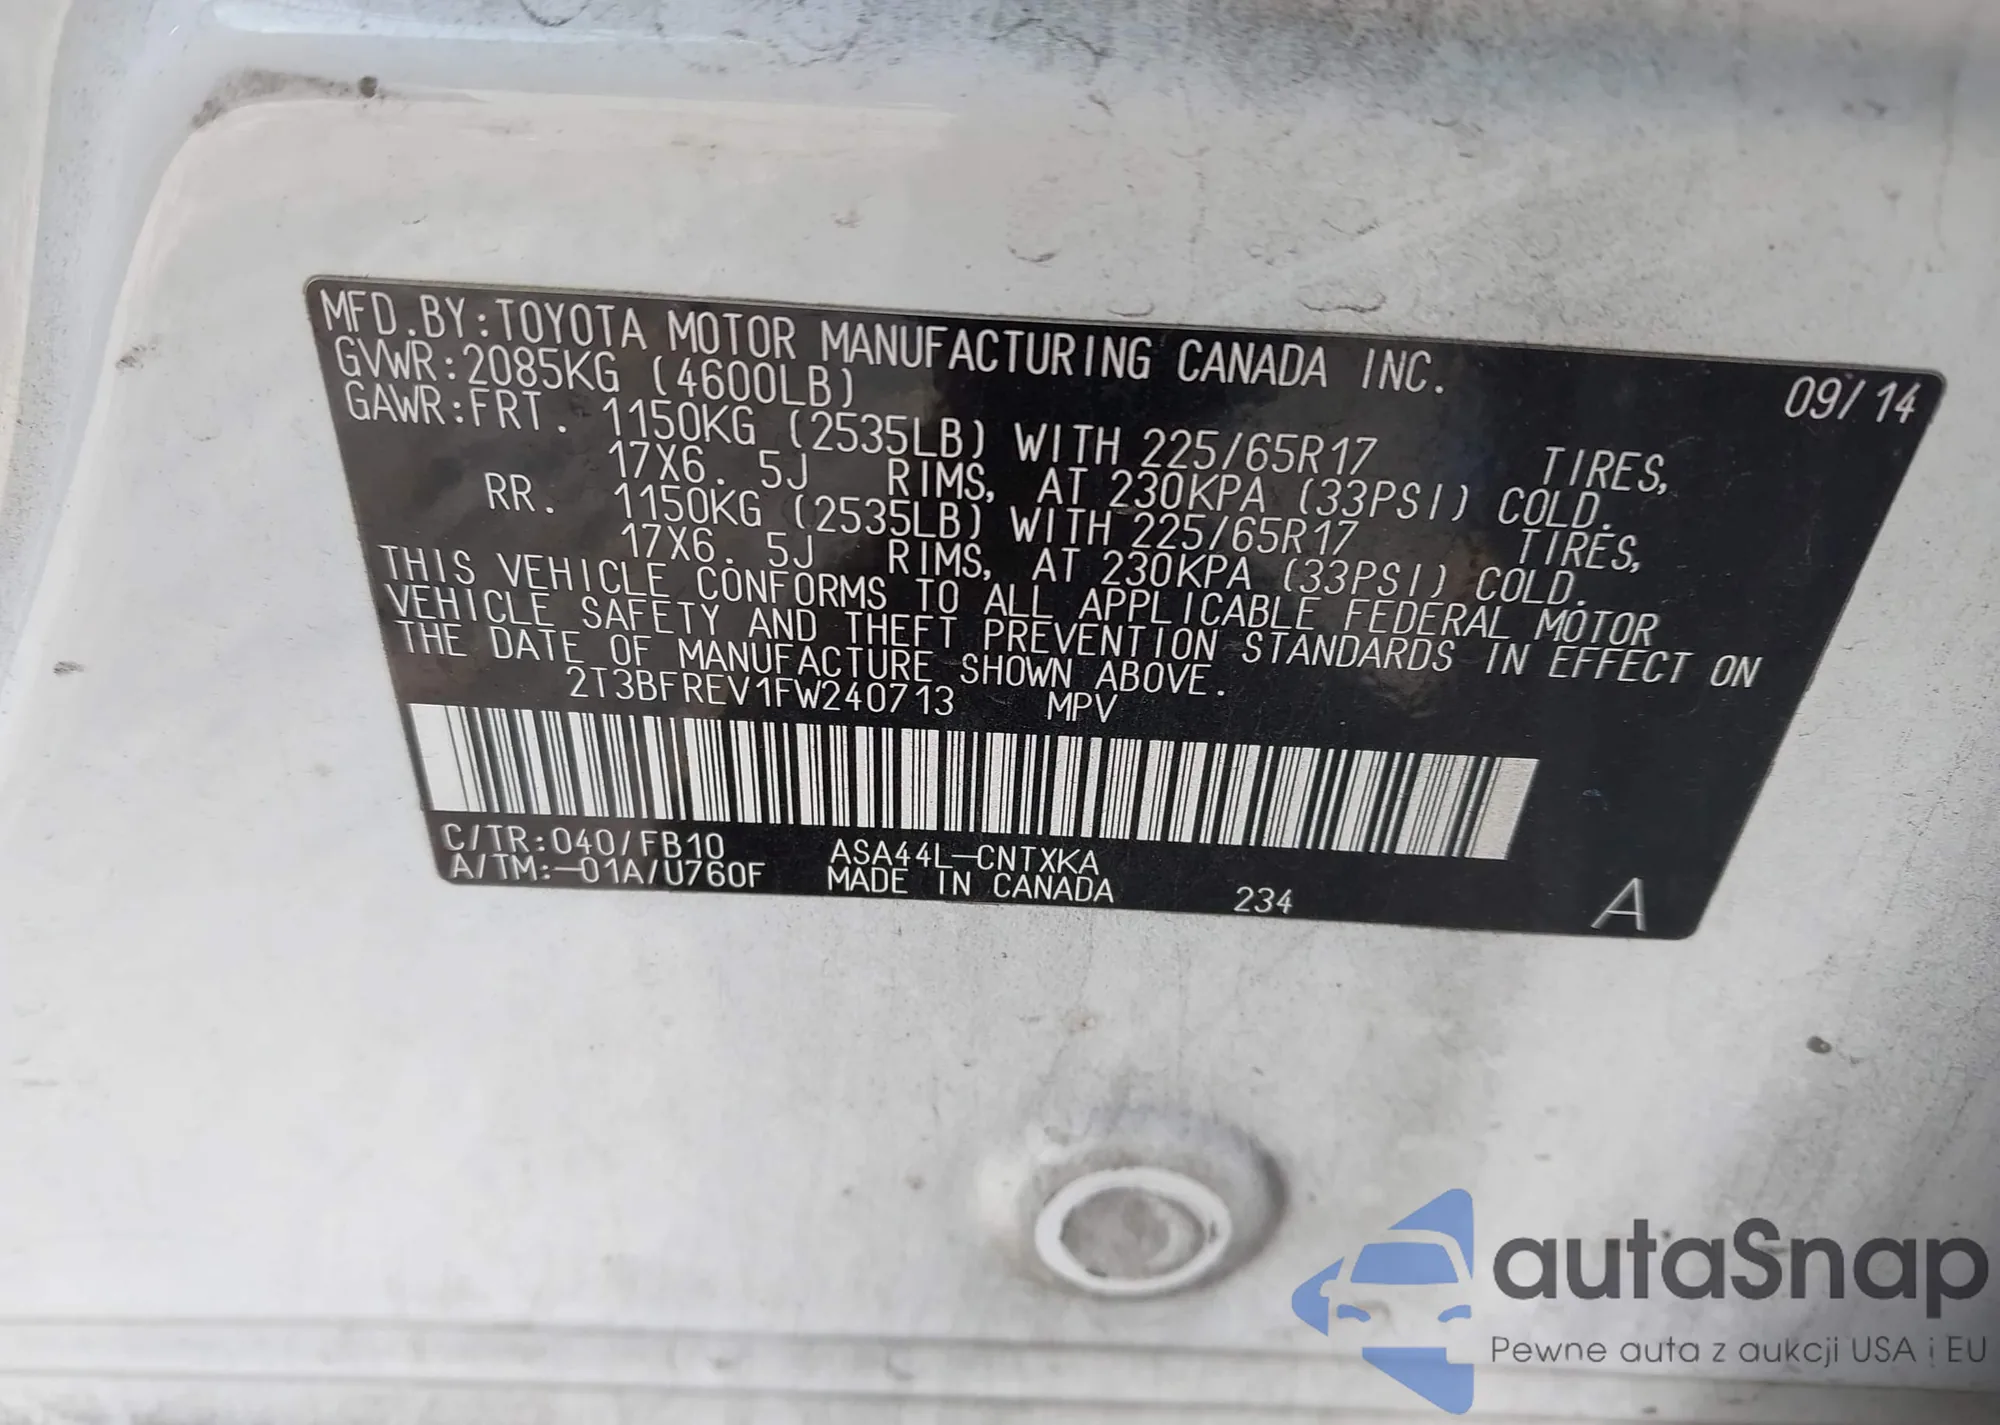 MFD.BY:TOYOTA MOTOR MANUFACTURING CANADA INC. 09/14
GVWR:2085KG (4600LB)
GAWR:FRT. 1150KG (2535LB) WITH 225/65R17 TIRES,
17X6.5J RIMS, AT 230KPA (33PSI) COLD.
RR. 1150KG (2535LB) WITH 225/65R17 TIRES,
17X6.5J RIMS, AT 230KPA (33PSI) COLD.
THIS VEHICLE CONFORMS TO ALL APPLICABLE FEDERAL MOTOR
VEHICLE SAFETY AND THEFT PREVENTION STANDARDS IN EFFECT ON
THE DATE OF MANUFACTURE SHOWN ABOVE.
2T3BFREV1FW240713 MPV
C/TR:040/FB10 ASA44L-CNTXKA
A/TM:-01A/U760F MADE IN CANADA 234 A
autaSnap
Pewne auta z aukcji USA i EU